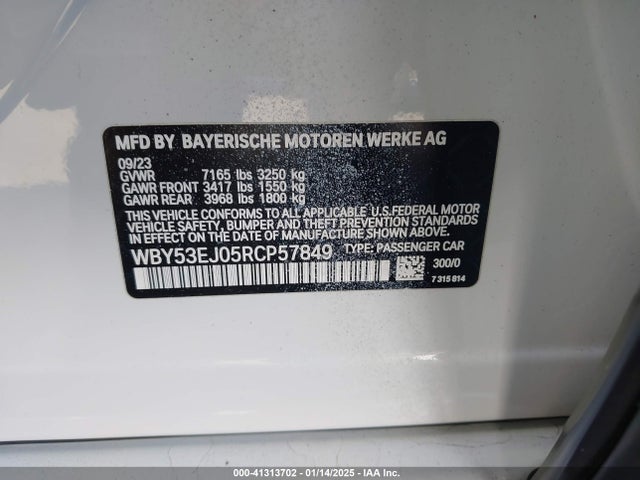 MFD BY BAYERISCHE MOTOREN WERKE AG
09/23
GVWR 7165 lbs 3250 kg
GAWR FRONT 3417 lbs 1550 kg
GAWR REAR 3968 lbs 1800 kg
THIS VEHICLE CONFORMS TO ALL APPLICABLE U.S.FEDERAL MOTOR
VEHICLE SAFETY, BUMPER AND THEFT PREVENTION STANDARDS
IN EFFECT ON THE DATE OF MANUFACTURE SHOWN ABOVE.
WBY53EJ05RCP57849 TYPE: PASSENGER CAR
300/0
7 315 814
© -- 41313702 -- 01/14/2025 -- IAA Inc.